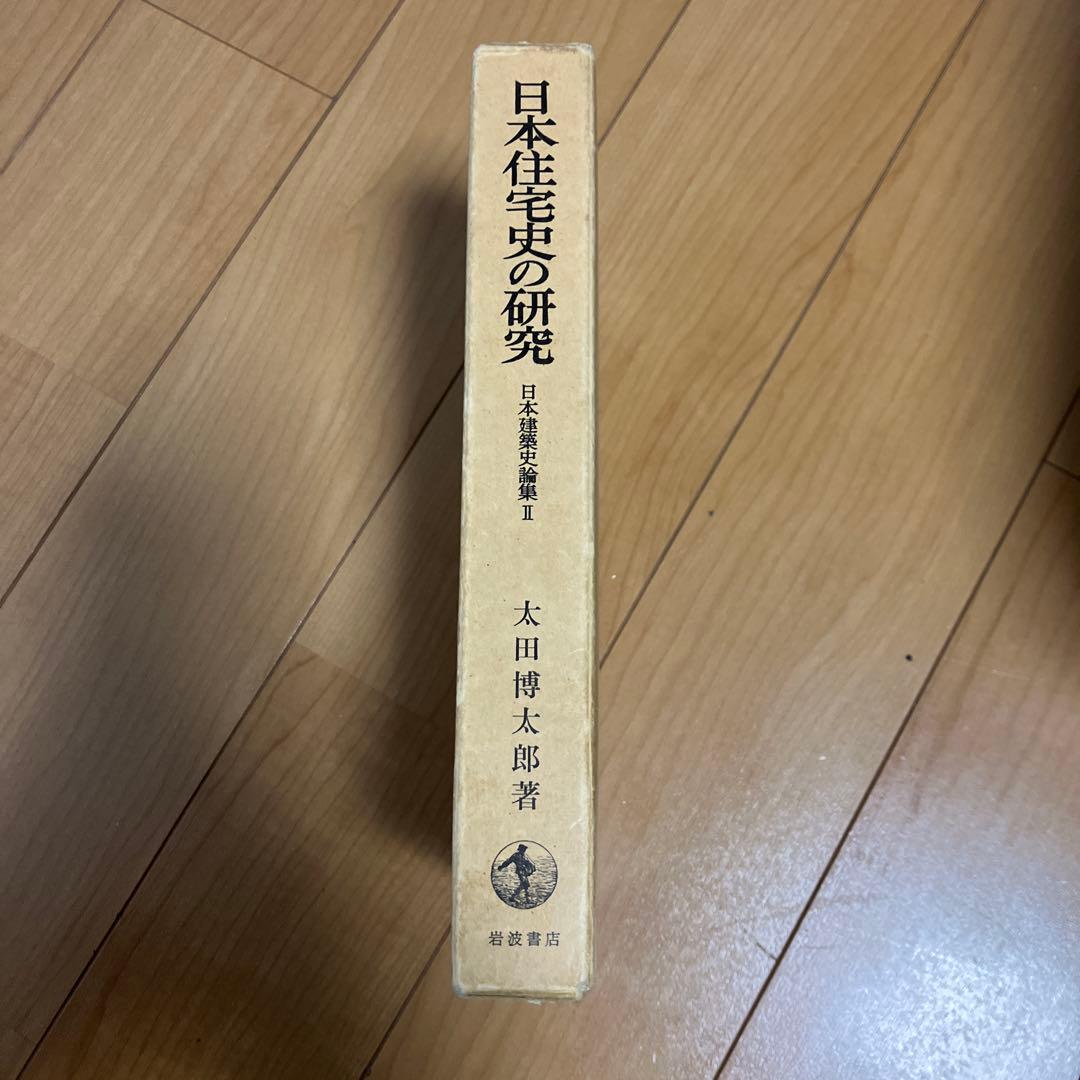 日本住宅史の研究
日本建築史論集 Ⅱ
太田博太郎著
岩波書店